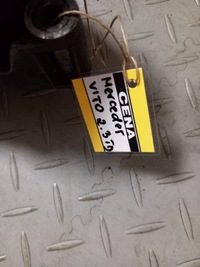 CENA
Mercedes
VITO 2.3TD